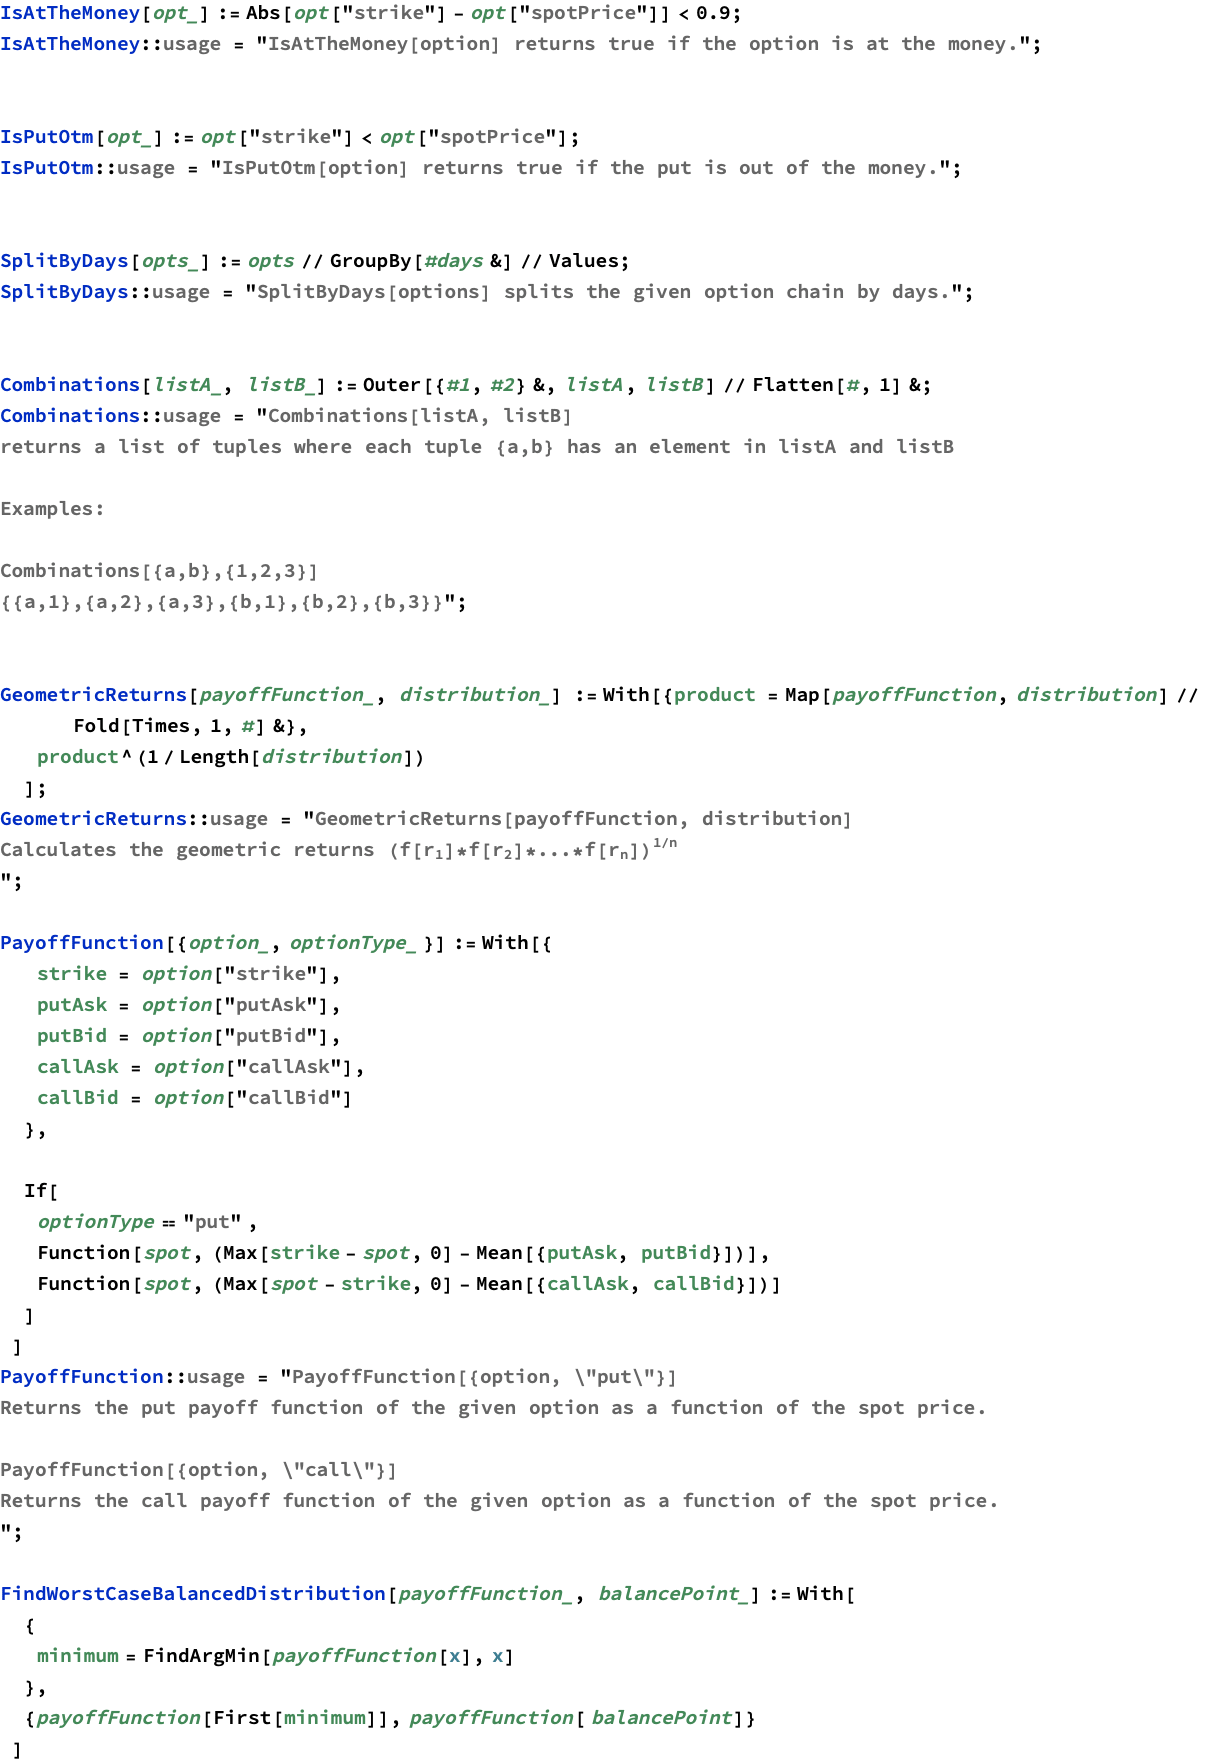 IsAtTheMoney[opt_] := Abs[opt["strike"] - opt["spotPrice"]] < 0.9;
IsAtTheMoney::usage = "IsAtTheMoney[option] returns true if the option is at the money.";
IsPutOtm[opt_] := opt["strike"] < opt["spotPrice"];
IsPutOtm::usage = "IsPutOtm[option] returns true if the put is out of the money.";
SplitByDays[opts_] := opts // GroupBy[#days &] // Values;
SplitByDays::usage = "SplitByDays[options] splits the given option chain by days.";
Combinations[listA_, listB_] := Outer[{#1, #2} &, listA, listB] // Flatten[#, 1] &;
Combinations::usage = "Combinations[listA, listB]
returns a list of tuples where each tuple {a,b} has an element in listA and listB
Examples:
Combinations[{a,b},{1,2,3}]
{{a,1},{a,2},{a,3},{b,1},{b,2},{b,3}}";
GeometricReturns[payoffFunction_, distribution_] := With[{product = Map[payoffFunction, distribution] //
Fold[Times, 1, #] &},
product^(1/Length[distribution])
];
GeometricReturns::usage = "GeometricReturns[payoffFunction, distribution]
Calculates the geometric returns (f[r₁]*f[r₂]*...*f[rₙ])^1/n
";
PayoffFunction[{option_, optionType_ }] := With[{
strike = option["strike"],
putAsk = option["putAsk"],
putBid = option["putBid"],
callAsk = option["callAsk"],
callBid = option["callBid"]
},
If[
optionType == "put" ,
Function[spot, (Max[strike - spot, 0] - Mean[{putAsk, putBid}])],
Function[spot, (Max[spot - strike, 0] - Mean[{callAsk, callBid}])]
]
]
PayoffFunction::usage = "PayoffFunction[{option, \"put\"}]
Returns the put payoff function of the given option as a function of the spot price.
PayoffFunction[{option, \"call\"}]
Returns the call payoff function of the given option as a function of the spot price.
";
FindWorstCaseBalancedDistribution[payoffFunction_, balancePoint_] := With[
{
minimum = FindArgMin[payoffFunction[x], x]
},
{payoffFunction[First[minimum]], payoffFunction[ balancePoint]}
]